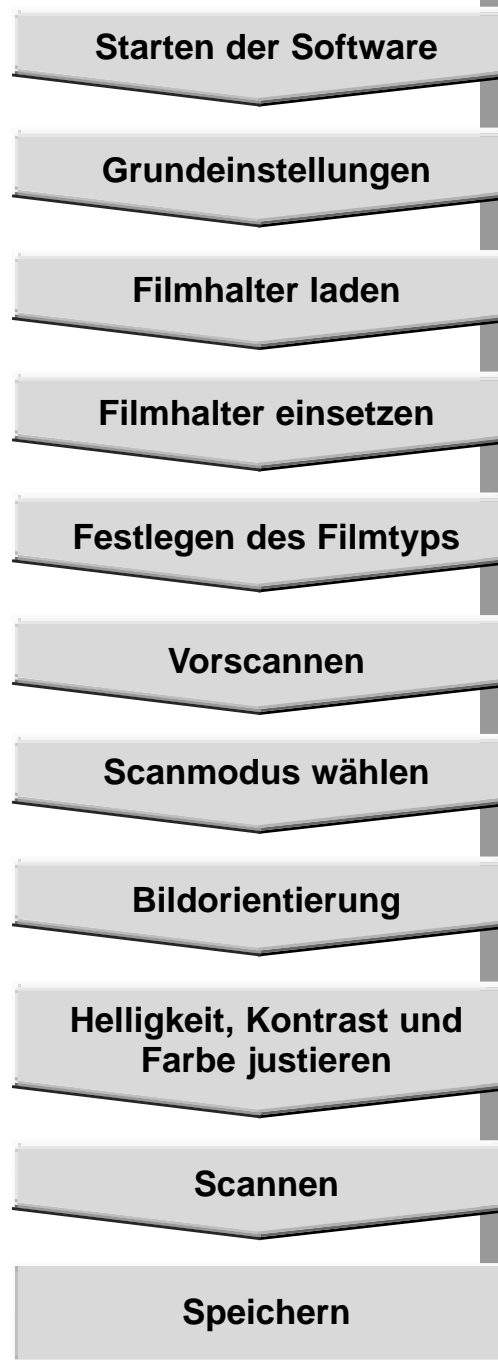 Starten der Software
Grundeinstellungen
Filmhalter laden
Filmhalter einsetzen
Festlegen des Filmtyps
Vorscannen
Scanmodus wählen
Bildorientierung
Helligkeit, Kontrast und
Farbe justieren
Scannen
Speichern